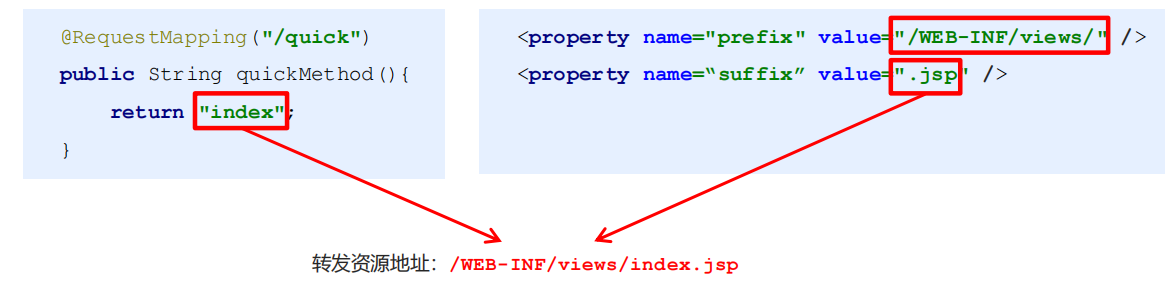 @RequestMapping("/quick")
public String quickMethod(){
return "index";
}
<property name="prefix" value="/WEB-INF/views/" />
<property name=“suffix” value=".jsp" />
转发资源地址：/WEB-INF/views/index.jsp